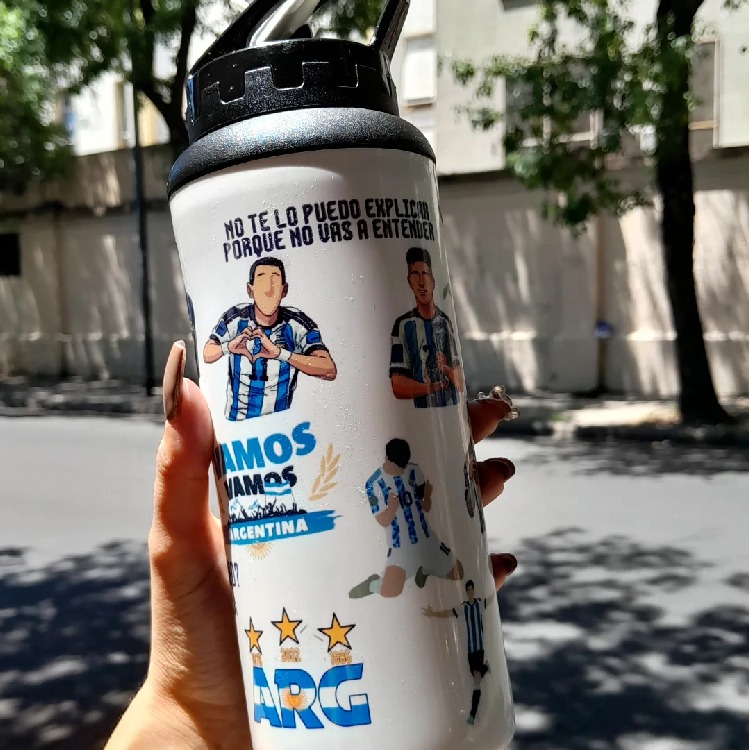 NO TE LO PUEDO EXPLICAR
PORQUE NO VAS A ENTENDER
AMOS
VAMOS
ARGENTINA
ARG